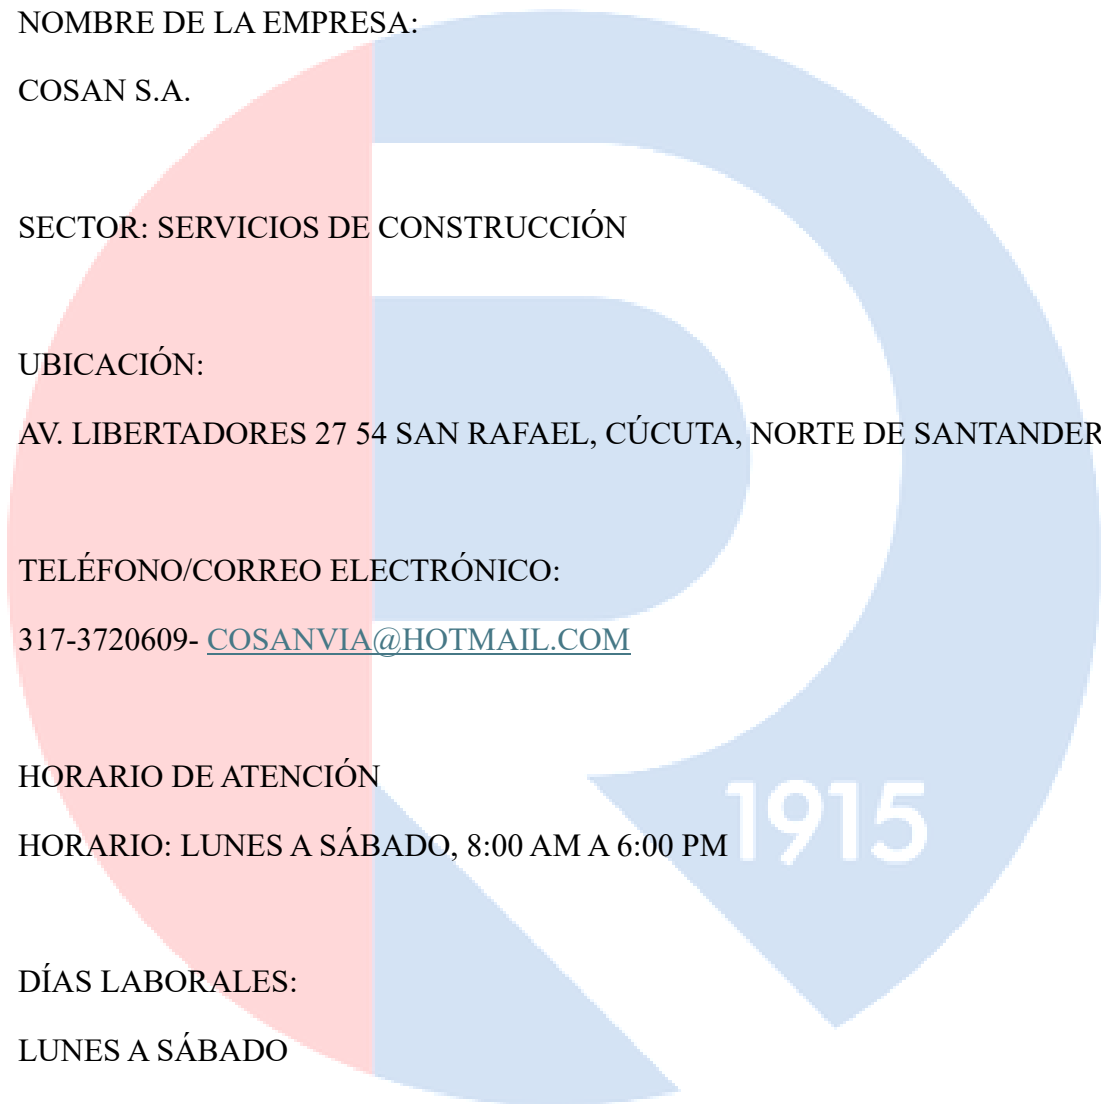 NOMBRE DE LA EMPRESA:
COSAN S.A.
SECTOR: SERVICIOS DE CONSTRUCCIÓN
UBICACIÓN:
AV. LIBERTADORES 27 54 SAN RAFAEL, CÚCUTA, NORTE DE SANTANDER
TELÉFONO/CORREO ELECTRÓNICO:
317-3720609- COSANVIA@HOTMAIL.COM
HORARIO DE ATENCIÓN
1915
HORARIO: LUNES A SÁBADO, 8:00 AM A 6:00 PM
DÍAS LABORALES:
LUNES A SÁBADO